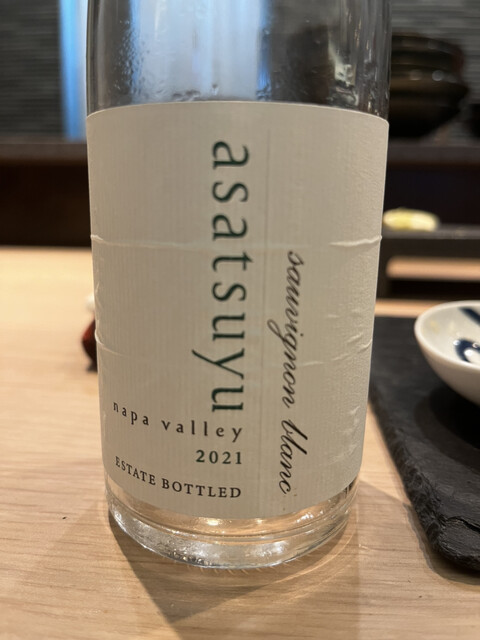 asatsuyu
sauvignon blanc
napa valley
2021
ESTATE BOTTLED